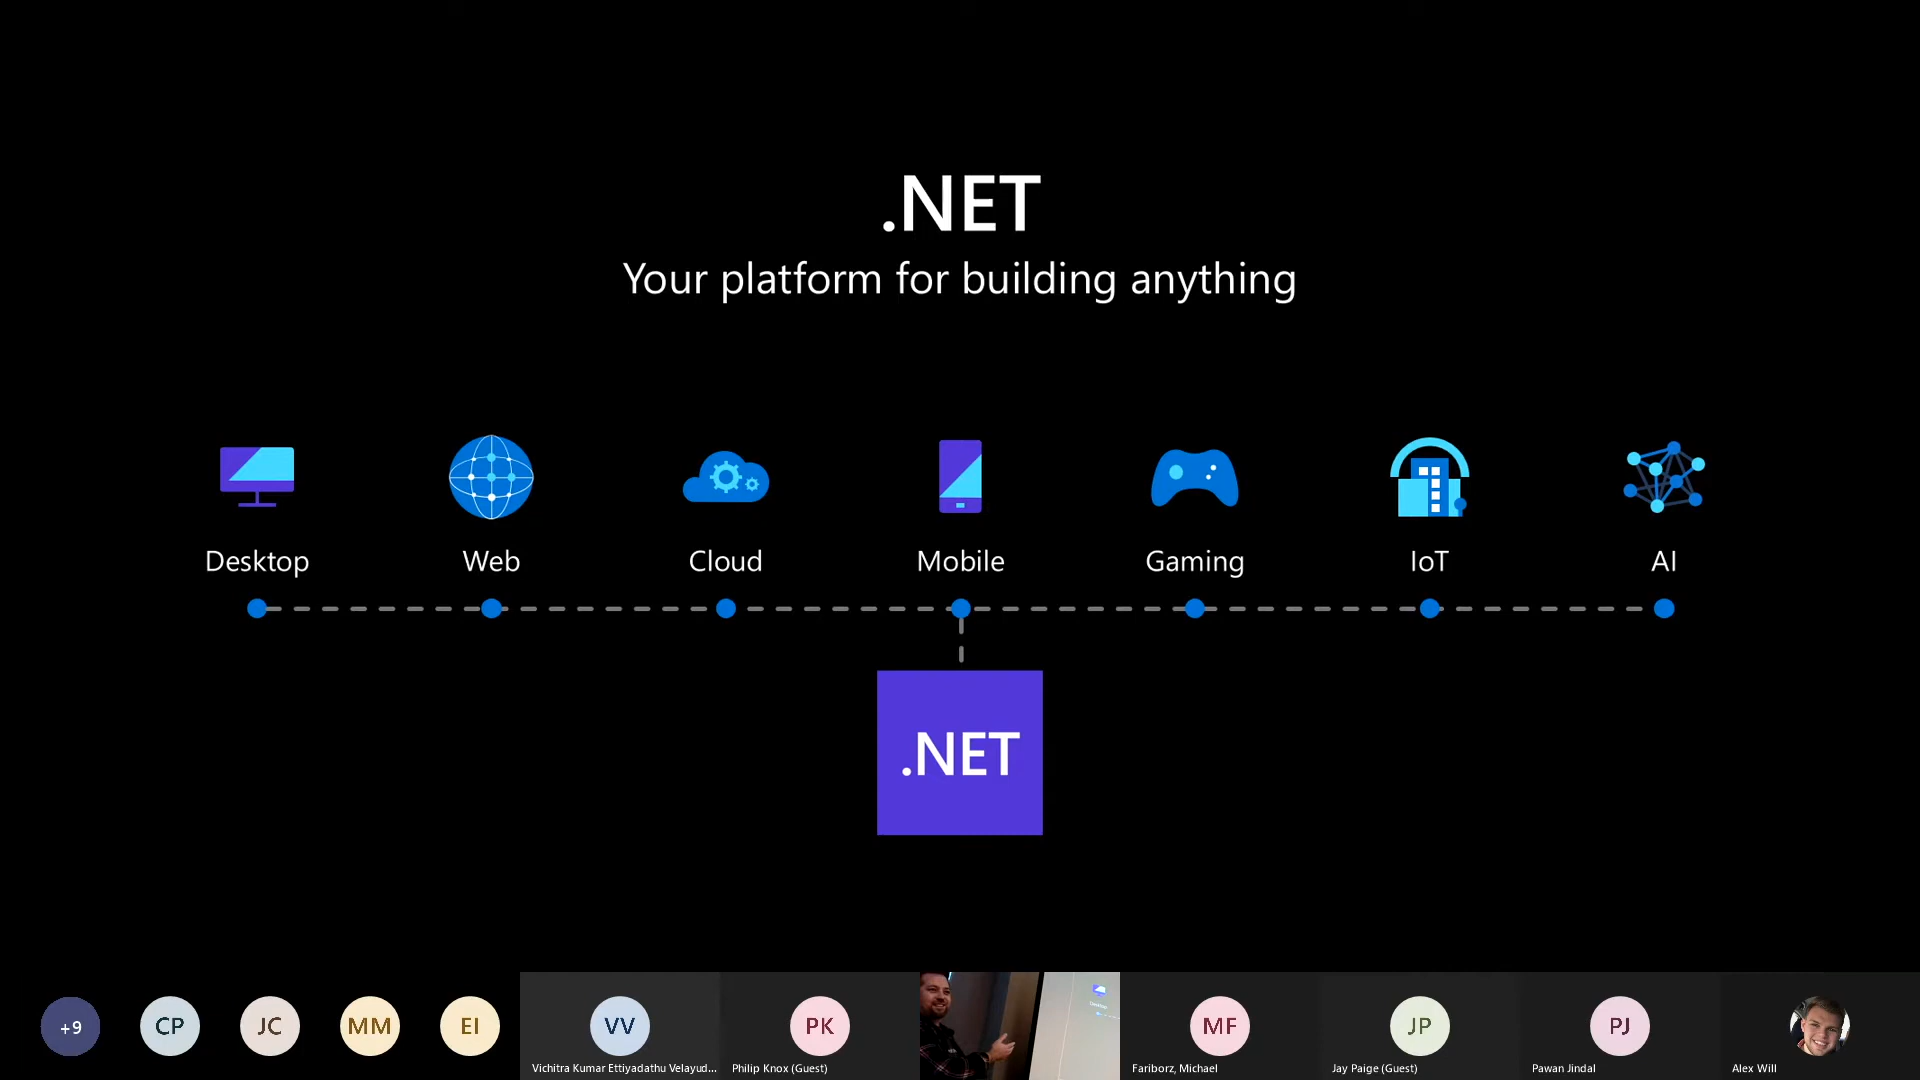 .NET
Your platform for building anything
Desktop
Web
Cloud
Mobile
Gaming
IoT
AI
.NET
+9
CP
JC
MM
EI
VV
PK
MF
JP
PJ
Vichitra Kumar Ettiyadathu Velayud...
Philip Knox (Guest)
Fariborz, Michael
Jay Paige (Guest)
Pawan Jindal
Alex Will